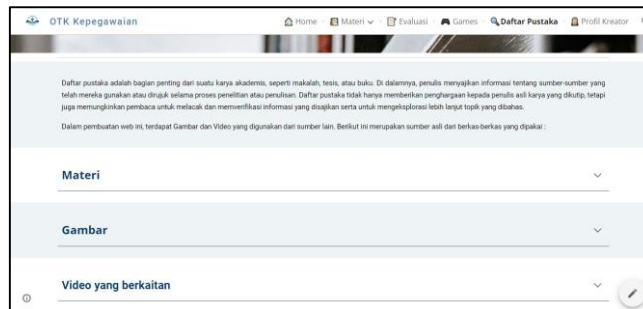 OTK Kepegawaian
Home
Materi
Evaluasi
Games
Daftar Pustaka
Profil Kreator
Daftar pustaka adalah bagian penting dari suatu karya akademis, seperti makalah, tesis, atau buku. Di dalamnya, penulis menyajikan informasi tentang sumber-sumber yang
telah mereka gunakan atau dirujuk selama proses penelitian atau penulisan. Daftar pustaka tidak hanya memberikan penghargaan kepada penulis asli karya yang dikutip, tetapi
juga memungkinkan pembaca untuk melacak dan memverifikasi informasi yang disajikan serta untuk mengeksplorasi lebih lanjut topik yang dibahas.
Dalam pembuatan web ini, terdapat Gambar dan Video yang digunakan dari sumber lain. Berikut ini merupakan sumber asli dari berkas-berkas yang dipakai :
Materi
Gambar
Video yang berkaitan